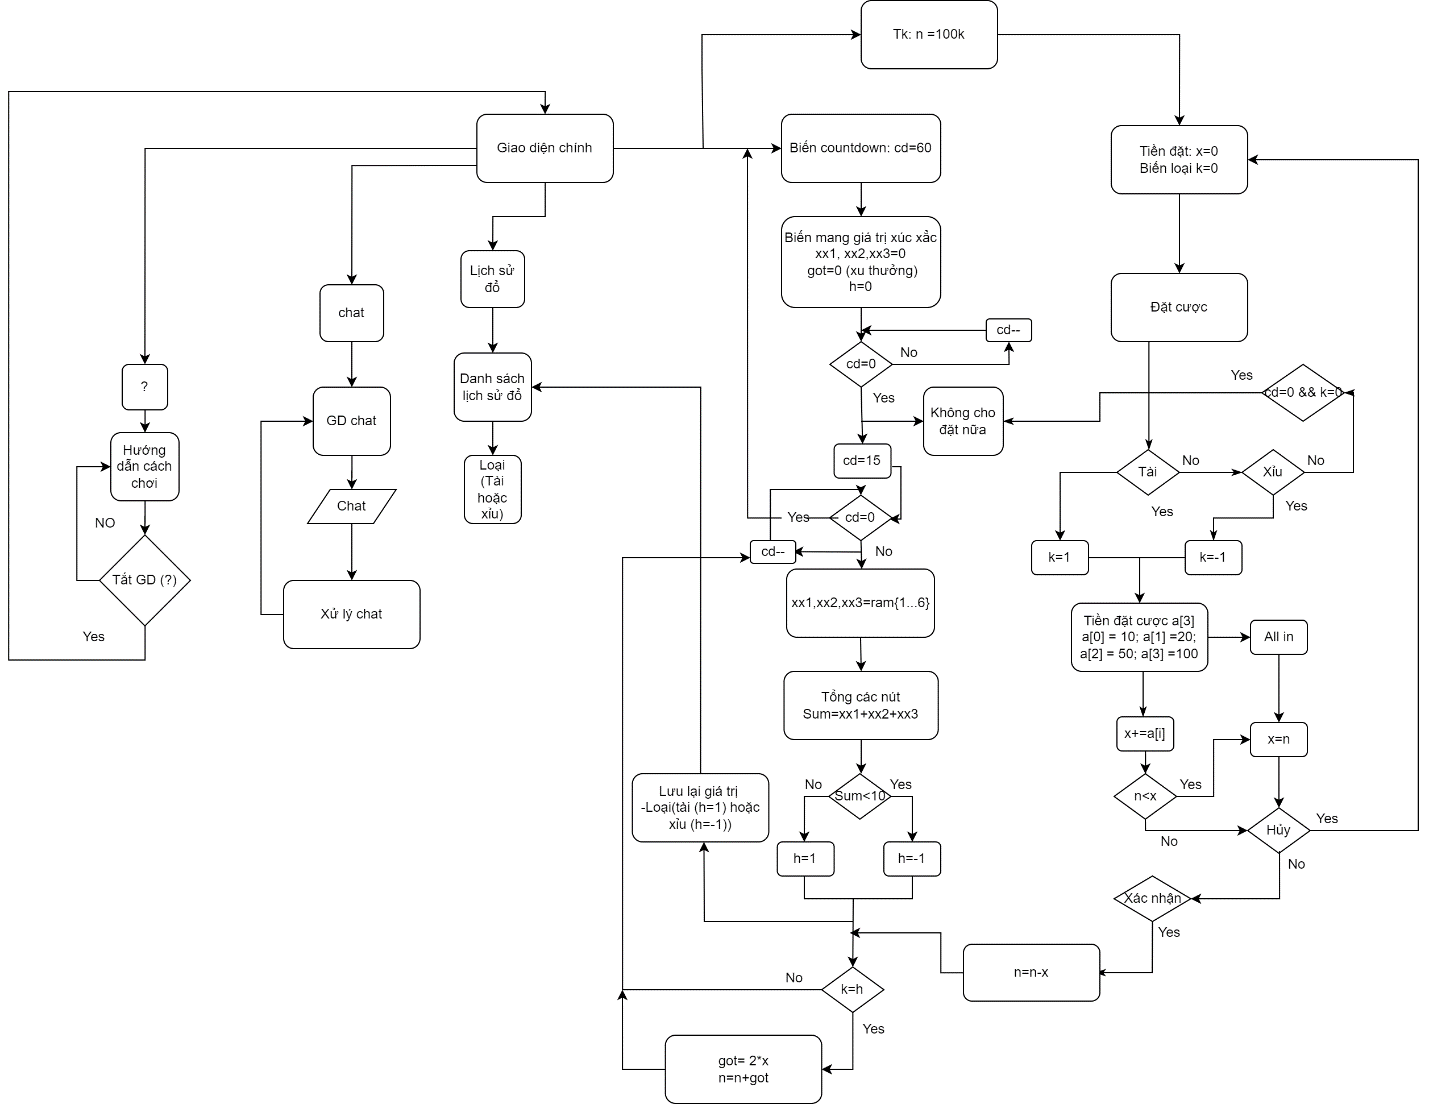 Tk: n =100k
Giao diện chính
Biến countdown: cd=60
Tiền đặt: x=0
Biến loại k=0
Biến mang giá trị xúc xắc
xx1, xx2,xx3=0
got=0 (xu thưởng)
h=0
Lịch sử
đổ
chat
Đặt cược
cd--
cd=0
No
Yes
?
Danh sách
lịch sử đổ
GD chat
Không cho
đặt nữa
Yes
cd=0 && k=0
Hướng
dẫn cách
chơi
Loại
(Tài
hoặc
xỉu)
cd=15
Tài
No
Xỉu
No
Yes
Yes
Chat
NO
Yes
cd=0
No
cd--
k=1
k=-1
Tắt GD (?)
Yes
Xử lý chat
xx1,xx2,xx3=ram{1...6}
Tiền đặt cược a[3]
a[0] = 10; a[1] =20;
a[2] = 50; a[3] =100
All in
Tổng các nút
Sum=xx1+xx2+xx3
x+=a[i]
x=n
Lưu lại giá trị
-Loại(tài (h=1) hoặc
xỉu (h=-1))
No
Sum<10
Yes
n<x
Yes
No
Hủy
Yes
No
h=1
h=-1
Xác nhận
Yes
n=n-x
No
k=h
Yes
got= 2*x
n=n+got